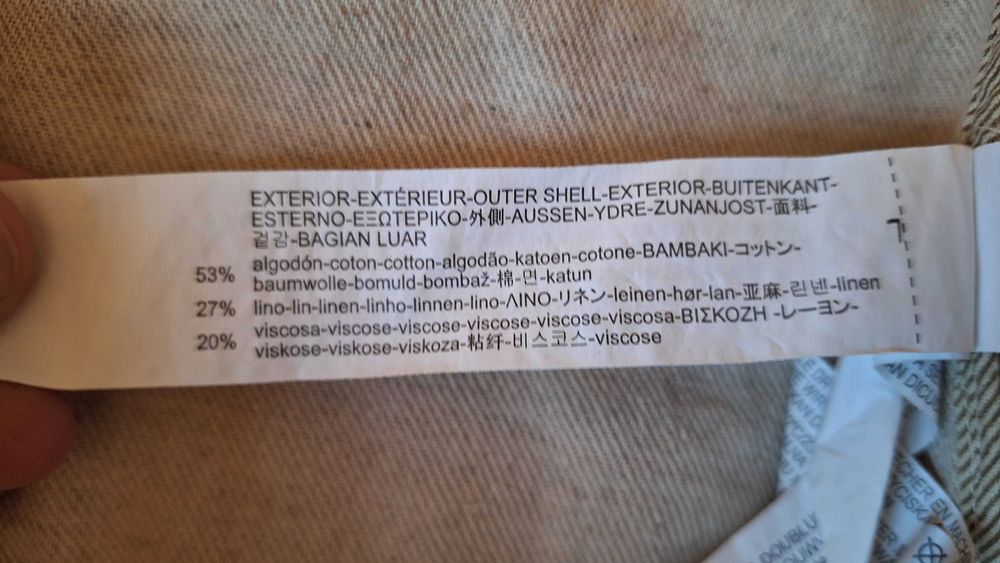 EXTERIOR-EXTÉRIEUR-OUTER SHELL-EXTERIOR-BUITENKANT-
ESTERNO-ΕΞΩΤΕΡΙΚΟ-外側-AUSSEN-YDRE-ZUNANJOST-面料-
겉감-BAGIAN LUAR
53% algodón-coton-cotton-algodão-katoen-cotone-BAMBAKI-コットン-
baumwolle-bomuld-bombaž-棉-면-katun
27% lino-lin-linen-linho-linnen-lino-ΛΙΝΟ-リネン-leinen-hør-lan-亚麻-린넨-linen
20% viscosa-viscose-viscose-viscose-viscose-viscosa-ΒΙΣΚΟΖΗ -レーヨン-
viskose-viskose-viskoza-粘纤-비스코스-viscose